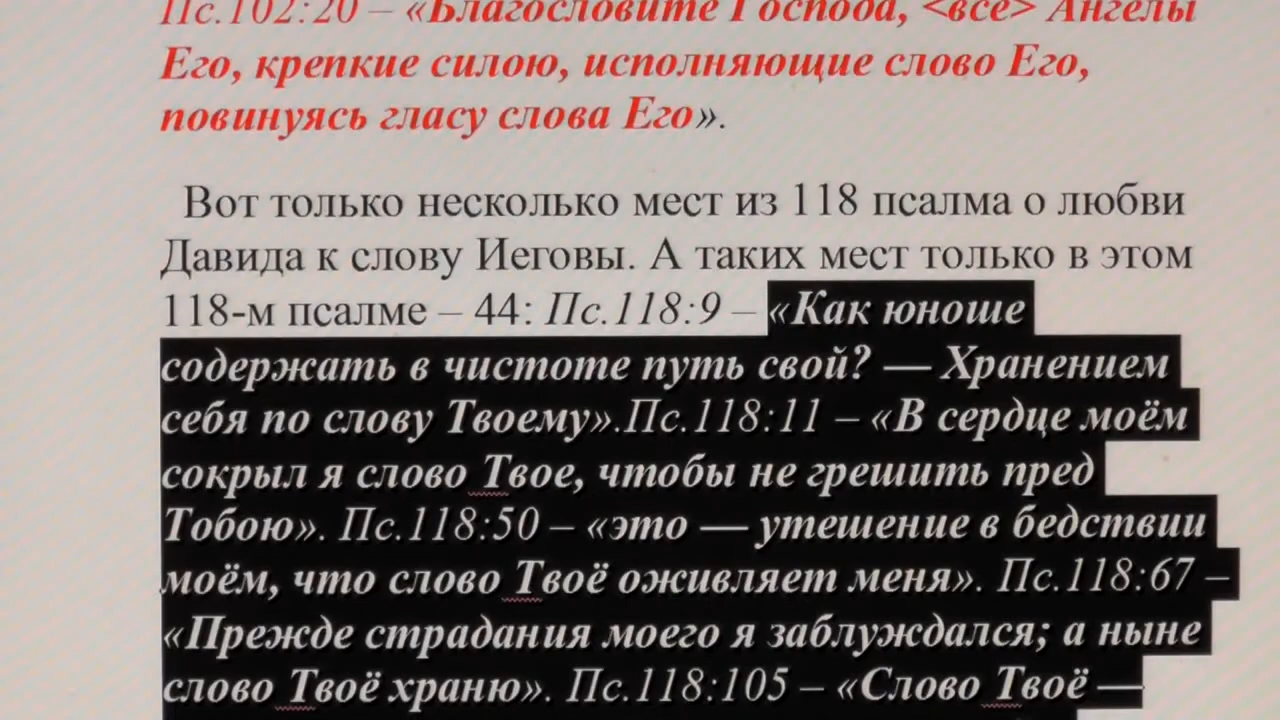 Пс.102:20 – «Благословите Господа, <все> Ангелы
Его, крепкие силою, исполняющие слово Его,
повинуясь гласу слова Его».
Вот только несколько мест из 118 псалма о любви
Давида к слову Иеговы. А таких мест только в этом
118-м псалме – 44: Пс.118:9 – «Как юноше
содержать в чистоте путь свой? — Хранением
себя по слову Твоему».Пс.118:11 – «В сердце моём
сокрыл я слово Твое, чтобы не грешить пред
Тобою». Пс.118:50 – «это — утешение в бедствии
моём, что слово Твоё оживляет меня». Пс.118:67 –
«Прежде страдания моего я заблуждался; а ныне
слово Твоё храню». Пс.118:105 – «Слово Твоё —